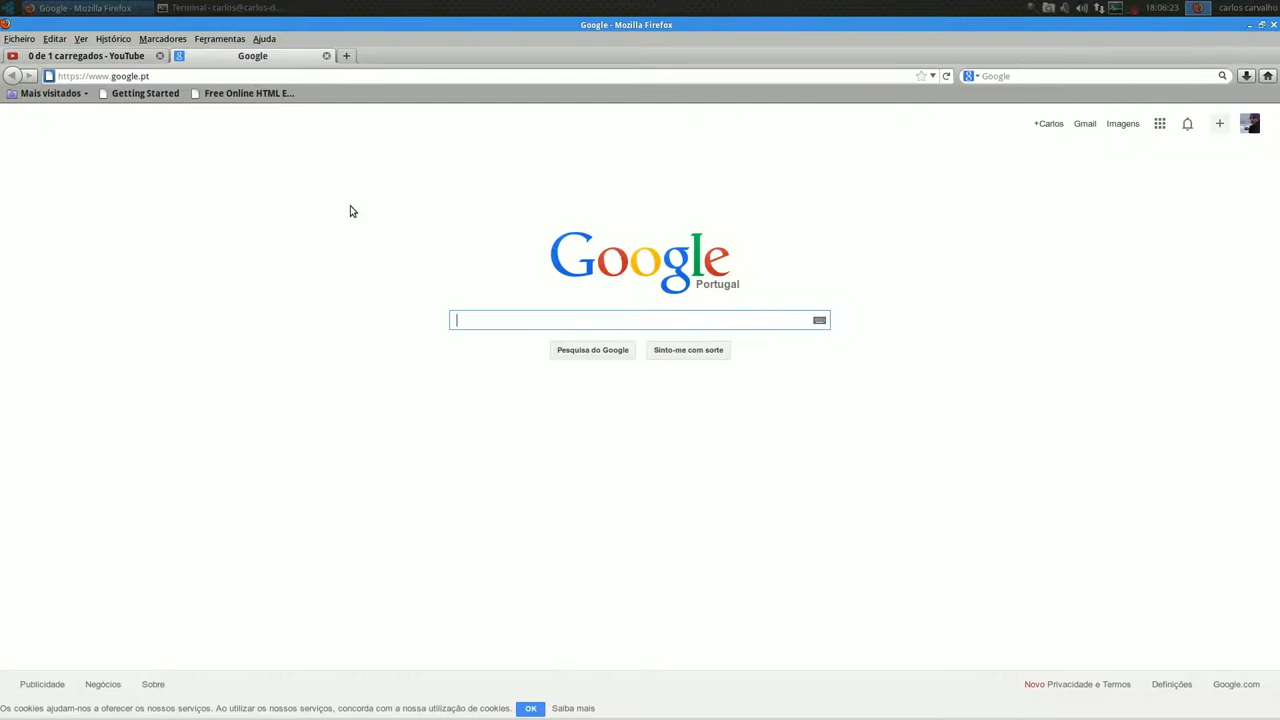 Google - Mozilla Firefox
Terminal - carlos@carlos-d...
18:06:23
carlos carvalho
Google - Mozilla Firefox
Ficheiro Editar Ver Histórico Marcadores Ferramentas Ajuda
0 de 1 carregados - YouTube
Google
https://www.google.pt
Google
Mais visitados
Getting Started
Free Online HTML E...
+Carlos Gmail Imagens
Google
Portugal
Pesquisa do Google
Sinto-me com sorte
Publicidade Negócios Sobre
Novo Privacidade e Termos Definições Google.com
Os cookies ajudam-nos a oferecer os nossos serviços. Ao utilizar os nossos serviços, concorda com a nossa utilização de cookies. OK Saiba mais